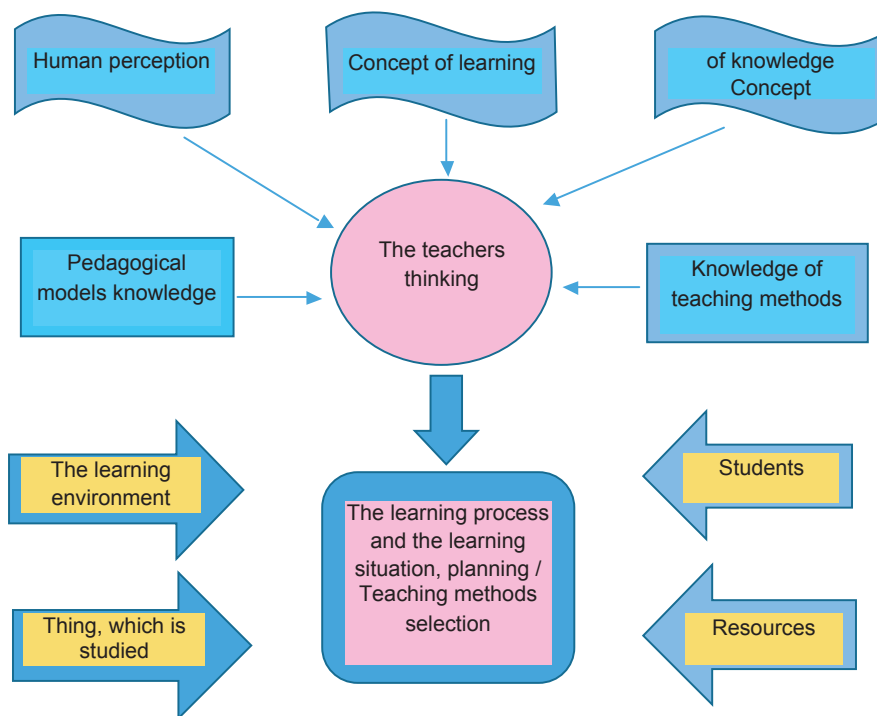 Human perception
Concept of learning
of knowledge
Concept
The teachers
thinking
Pedagogical
models knowledge
Knowledge of
teaching methods
The learning
environment
Students
The learning process
and the learning
situation, planning /
Teaching methods
selection
Thing, which is
studied
Resources